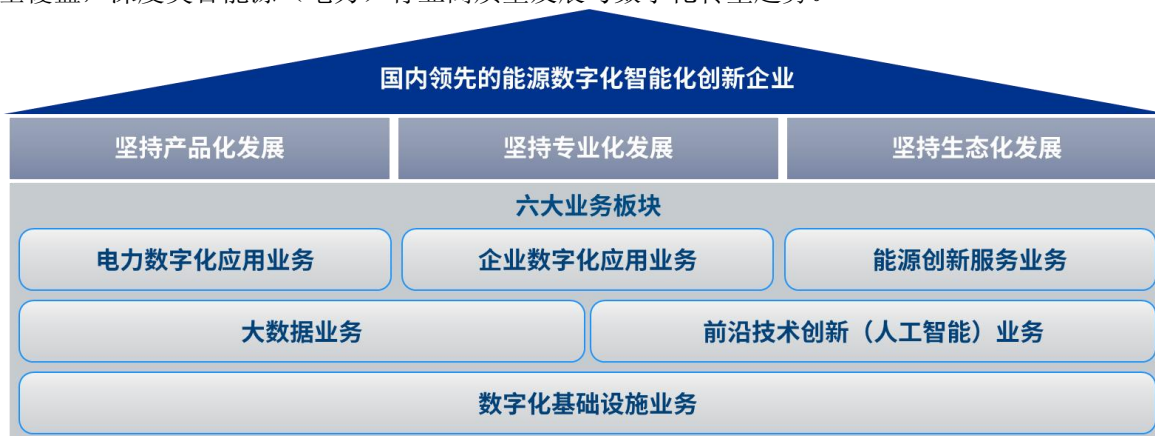 国内领先的能源数字化智能化创新企业
坚持产品化发展 坚持专业化发展 坚持生态化发展
六大业务板块
电力数字化应用业务 企业数字化应用业务 能源创新服务业务
大数据业务 前沿技术创新（人工智能）业务
数字化基础设施业务